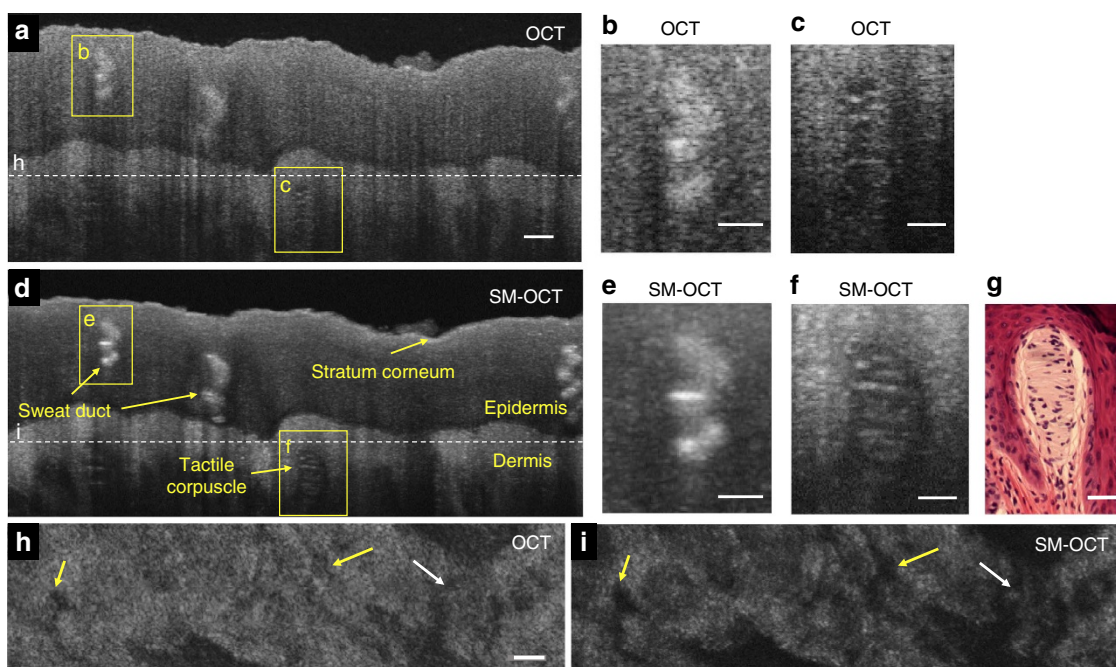 a
OCT
b
h
c
b
OCT
c
OCT
d
SM-OCT
e
Sweat duct
Stratum corneum
Epidermis
i
f
Tactile
corpuscle
Dermis
e
SM-OCT
f
SM-OCT
g
h
OCT
i
SM-OCT